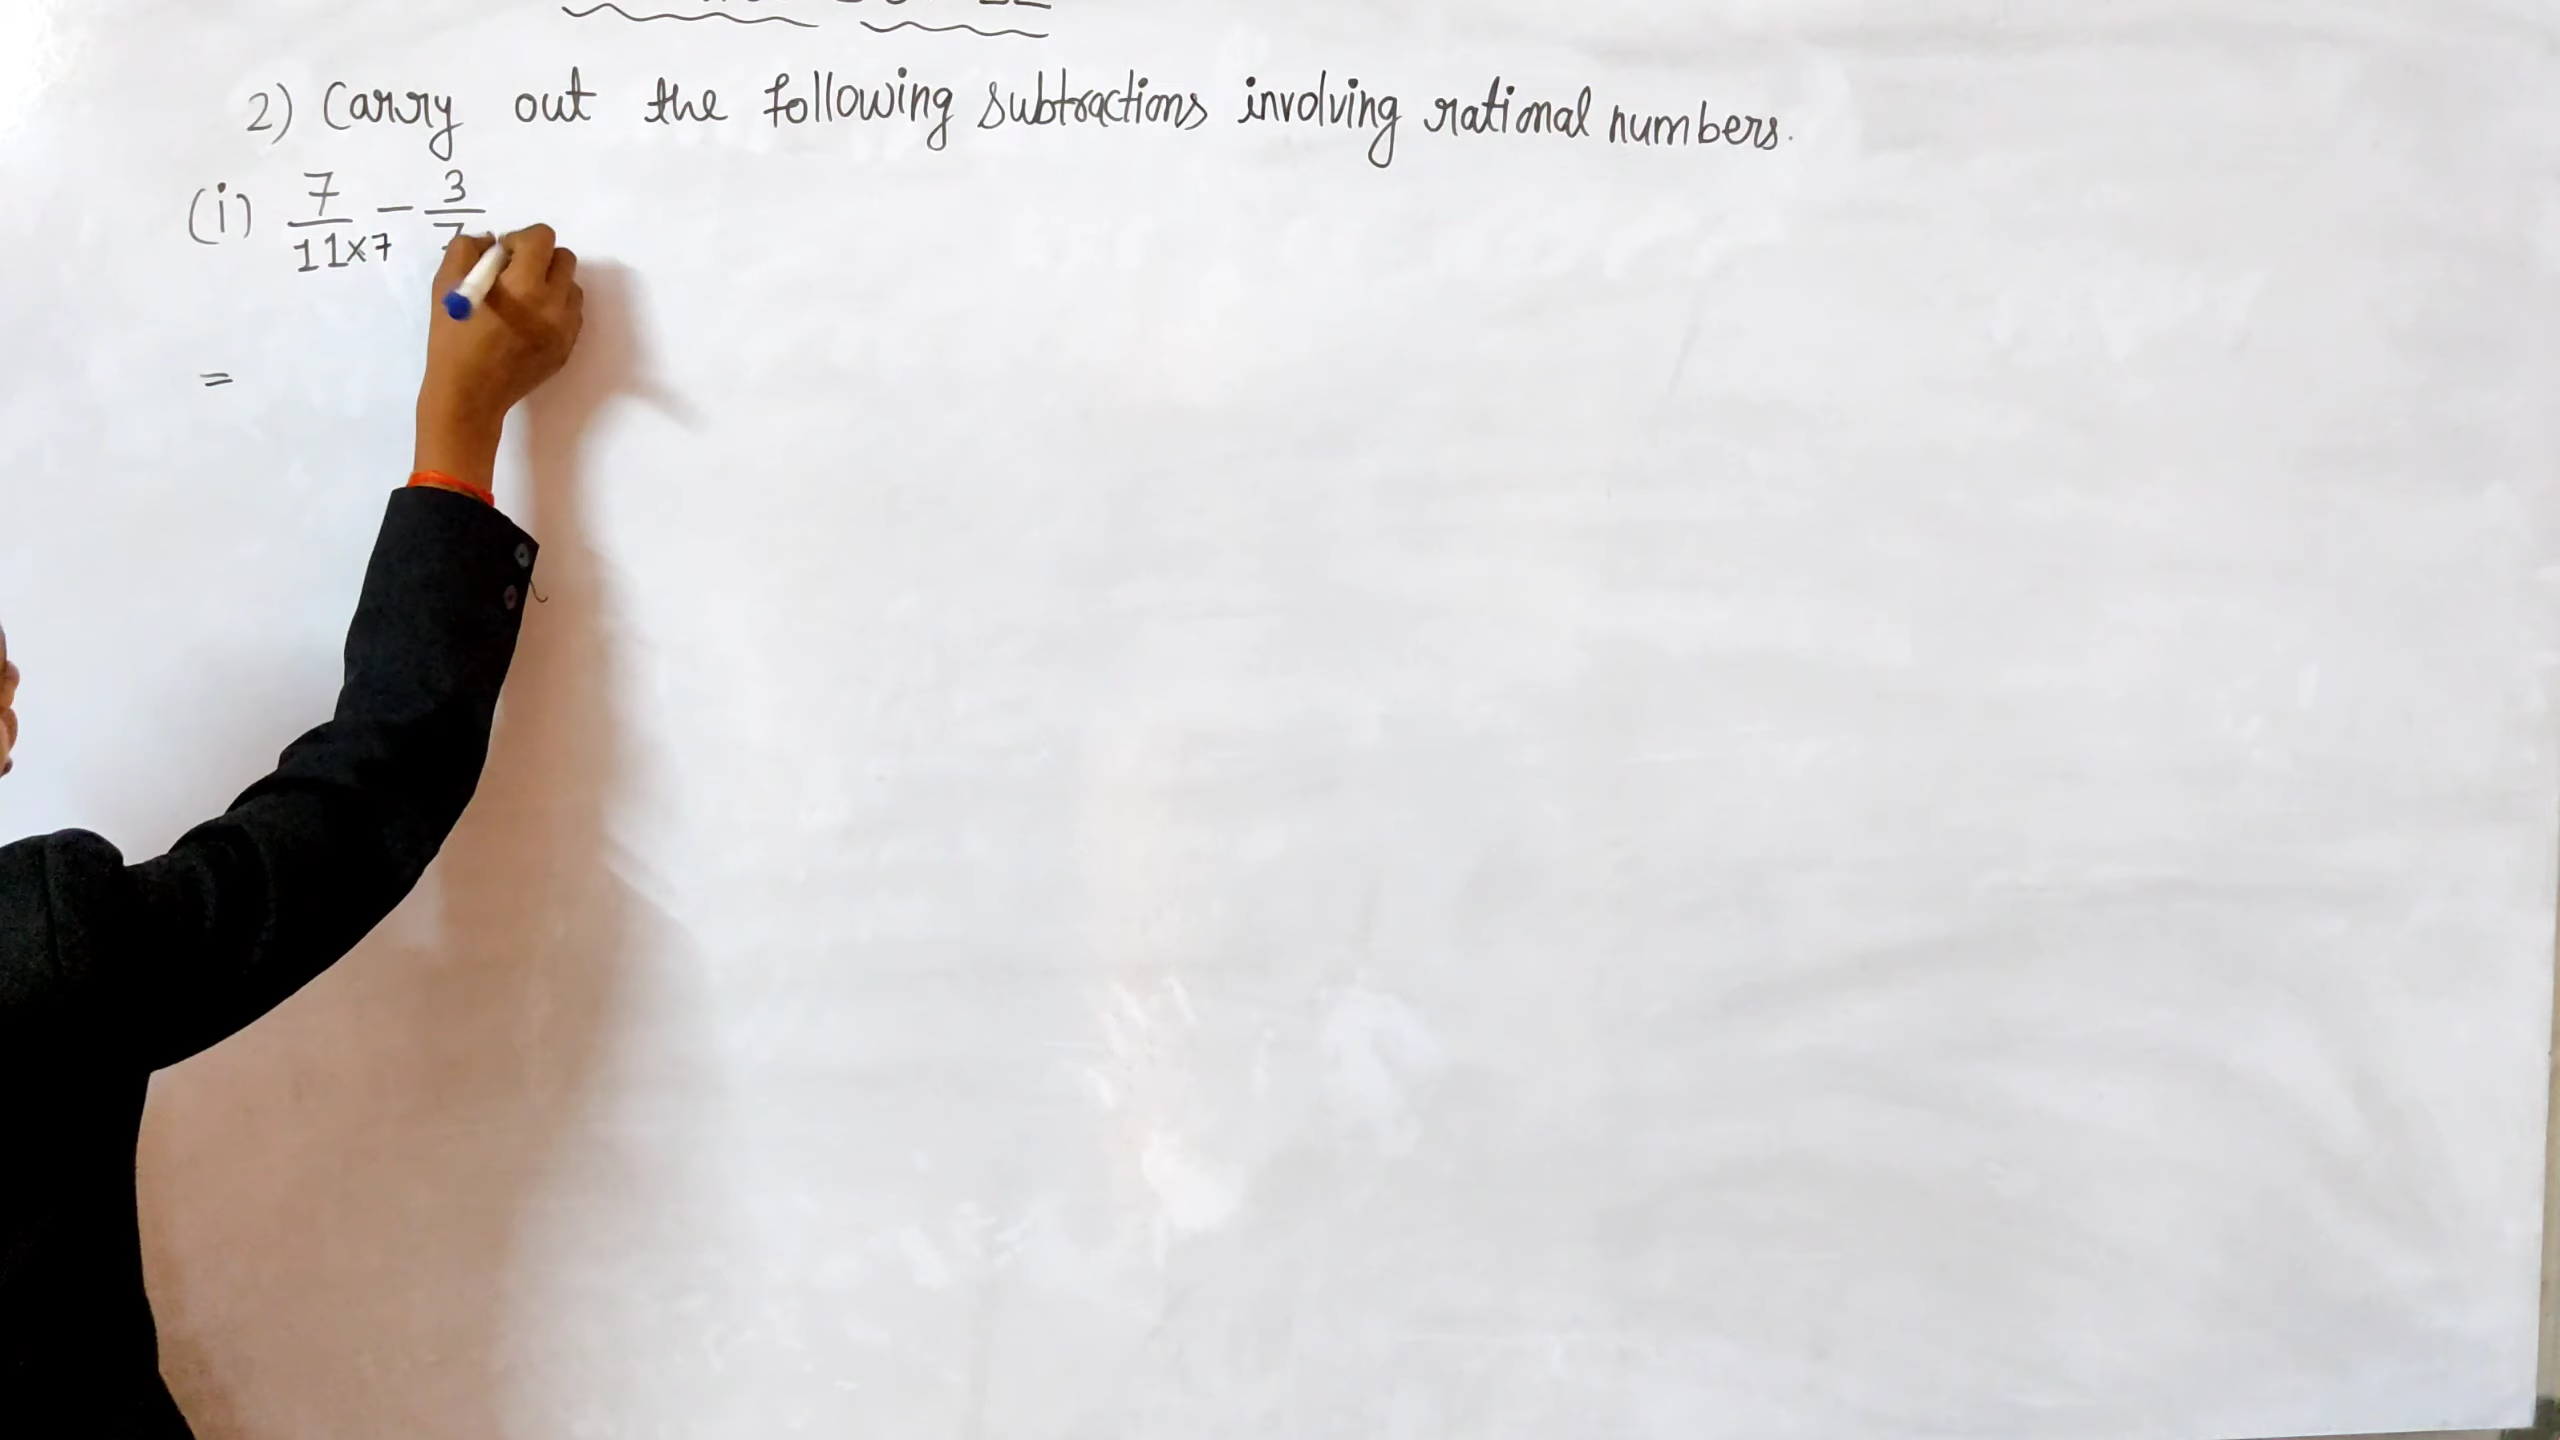 2) Carry out the following subtractions involving rational numbers.
(i) 7/11×7 - 3/7
=